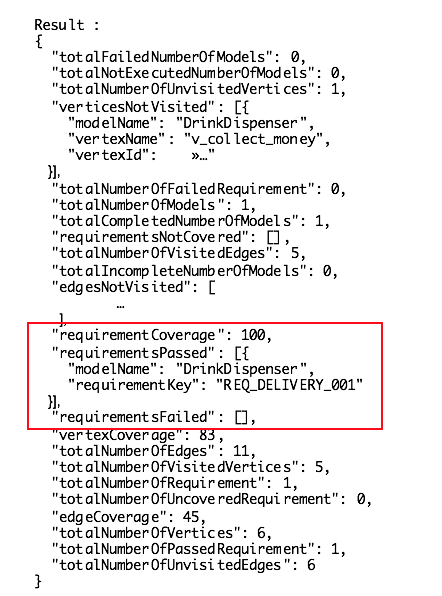 Result :
{
"totalFailedNumberOfModels": 0,
"totalNotExecutedNumberOfModels": 0,
"totalNumberOfUnvisitedVertices": 1,
"verticesNotVisited": [{
"modelName": "DrinkDispenser",
"vertexName": "v_collect_money",
"vertexId": »…"
}],
"totalNumberOfFailedRequirement": 0,
"totalNumberOfModels": 1,
"totalCompletedNumberOfModels": 1,
"requirementsNotCovered": [],
"totalNumberOfVisitedEdges": 5,
"totalIncompleteNumberOfModels": 0,
"edgesNotVisited": [
…
],
"requirementCoverage": 100,
"requirementsPassed": [{
"modelName": "DrinkDispenser",
"requirementKey": "REQ_DELIVERY_001"
}],
"requirementsFailed": [],
"vertexCoverage": 83,
"totalNumberOfEdges": 11,
"totalNumberOfVisitedVertices": 5,
"totalNumberOfRequirement": 1,
"totalNumberOfUncoveredRequirement": 0,
"edgeCoverage": 45,
"totalNumberOfVertices": 6,
"totalNumberOfPassedRequirement": 1,
"totalNumberOfUnvisitedEdges": 6
}